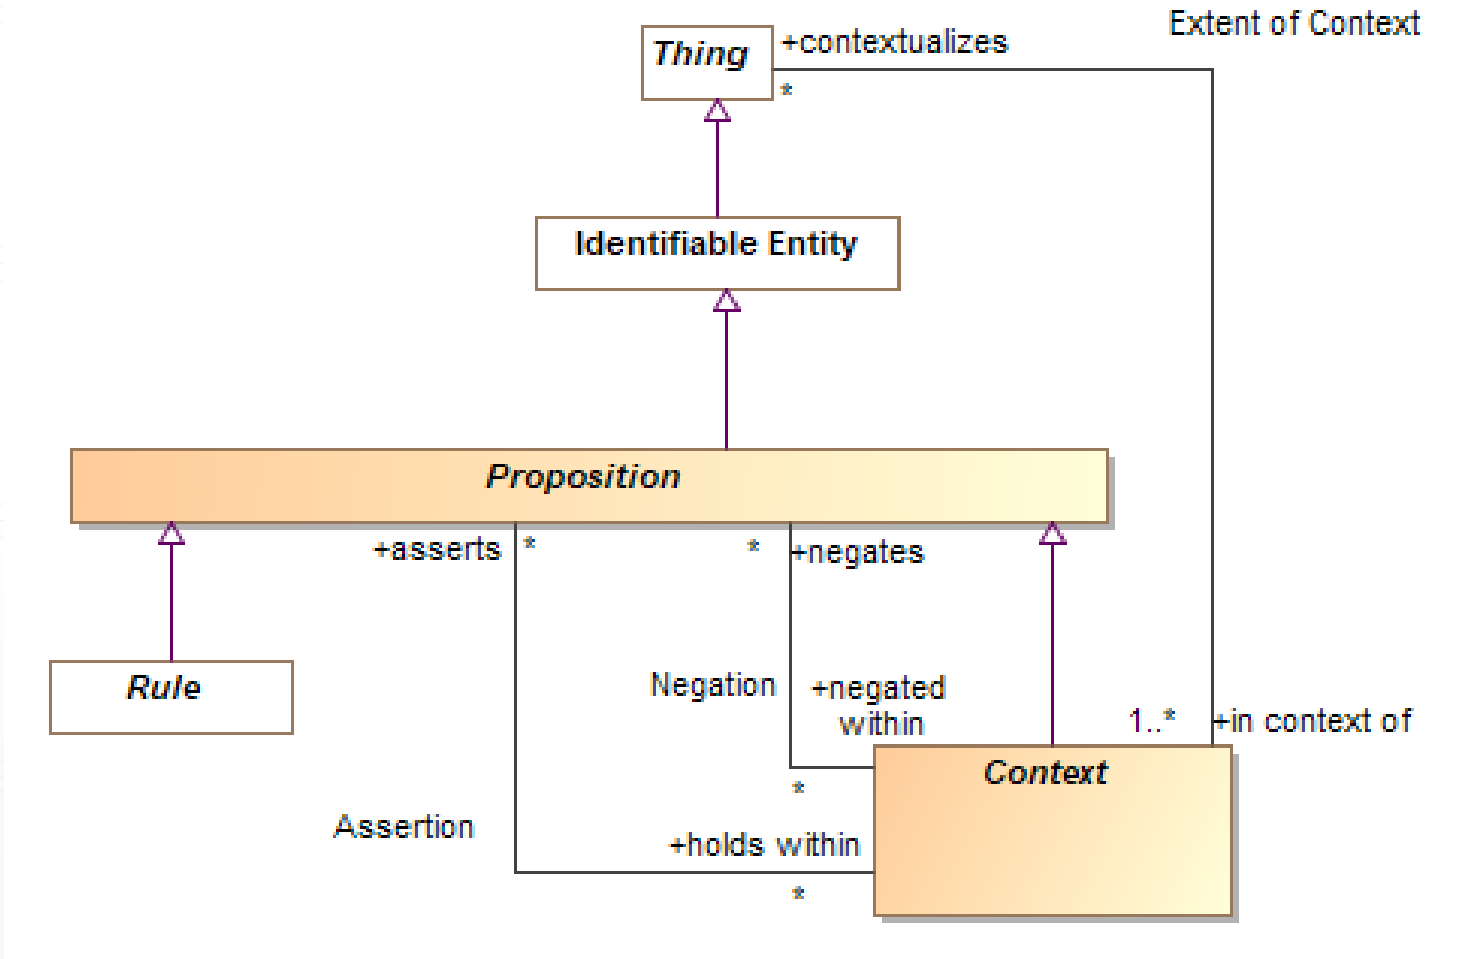 Extent of Context
Thing
+contextualizes
*
Identifiable Entity
Proposition
+asserts
*
*
+negates
Rule
Negation
+negated
within
1..*
+in context of
Context
*
Assertion
+holds within
*